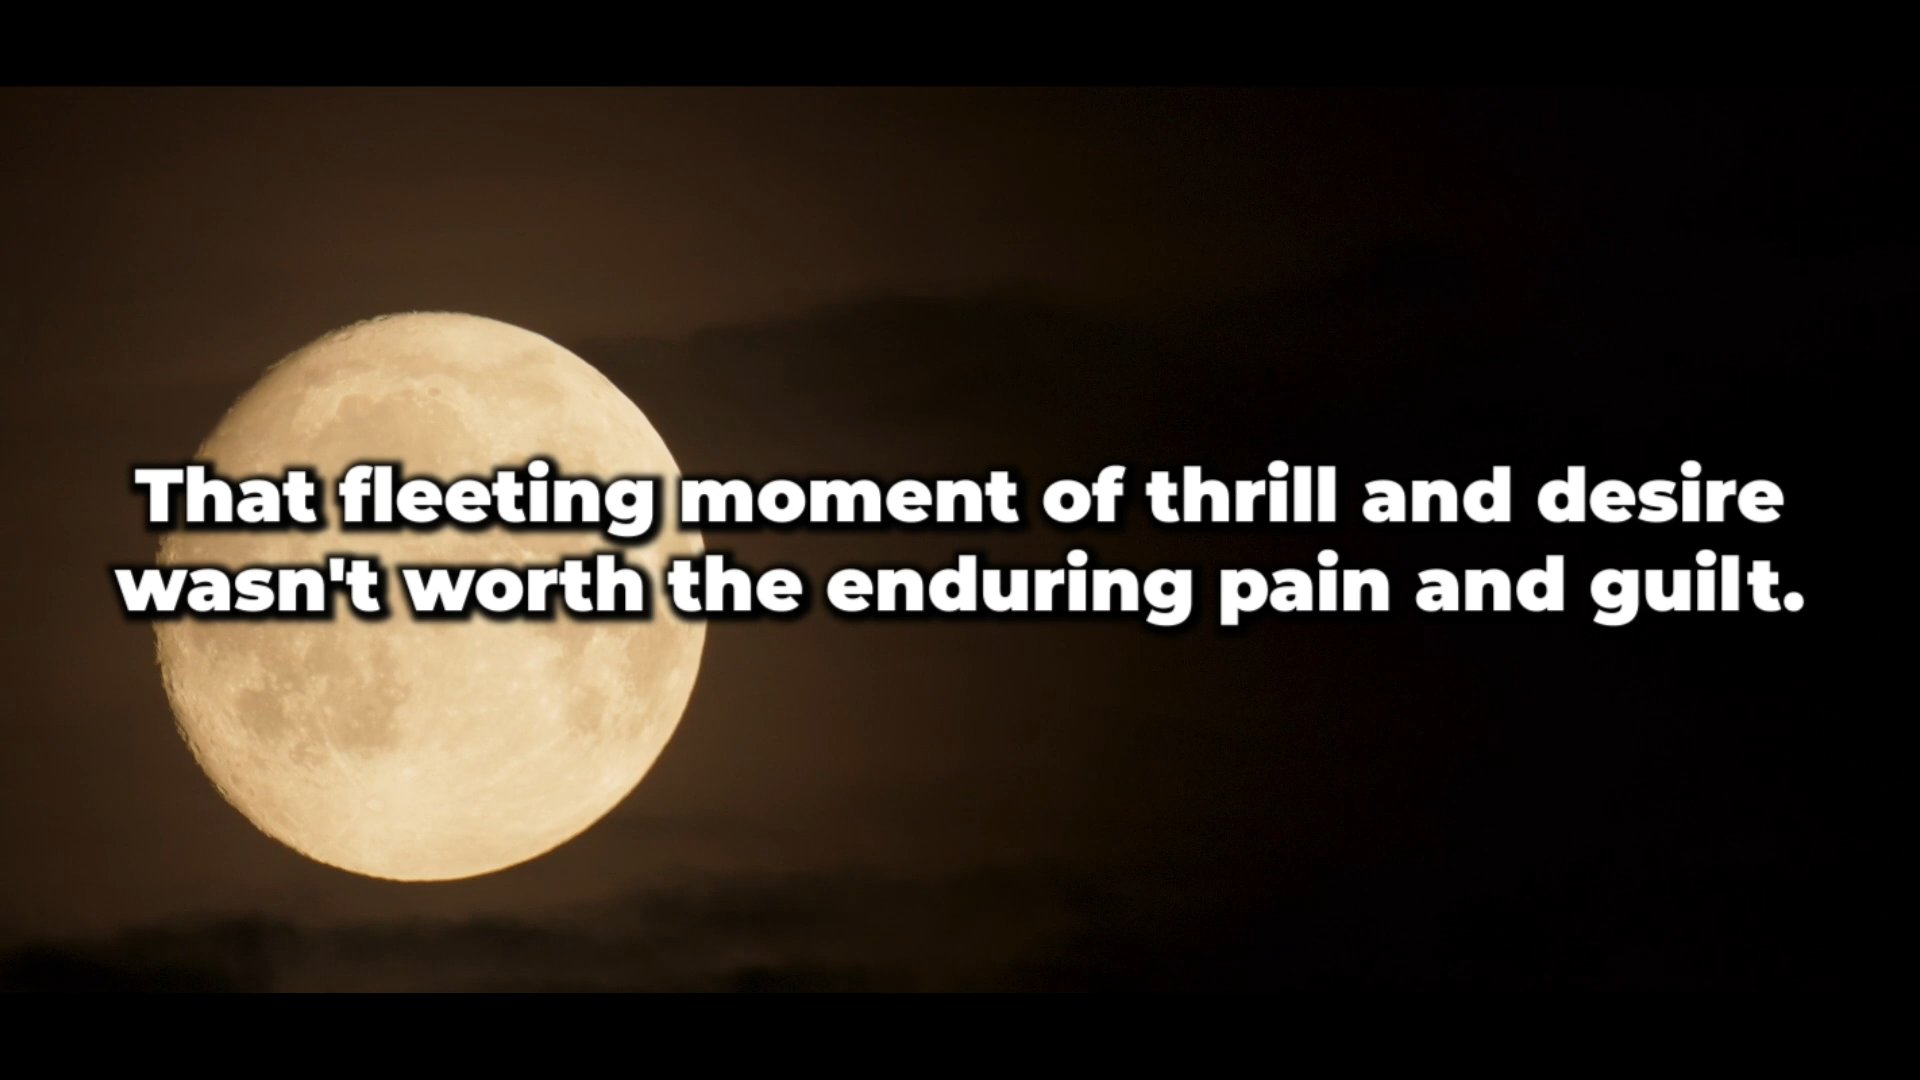 That fleeting moment of thrill and desire
wasn't worth the enduring pain and guilt.